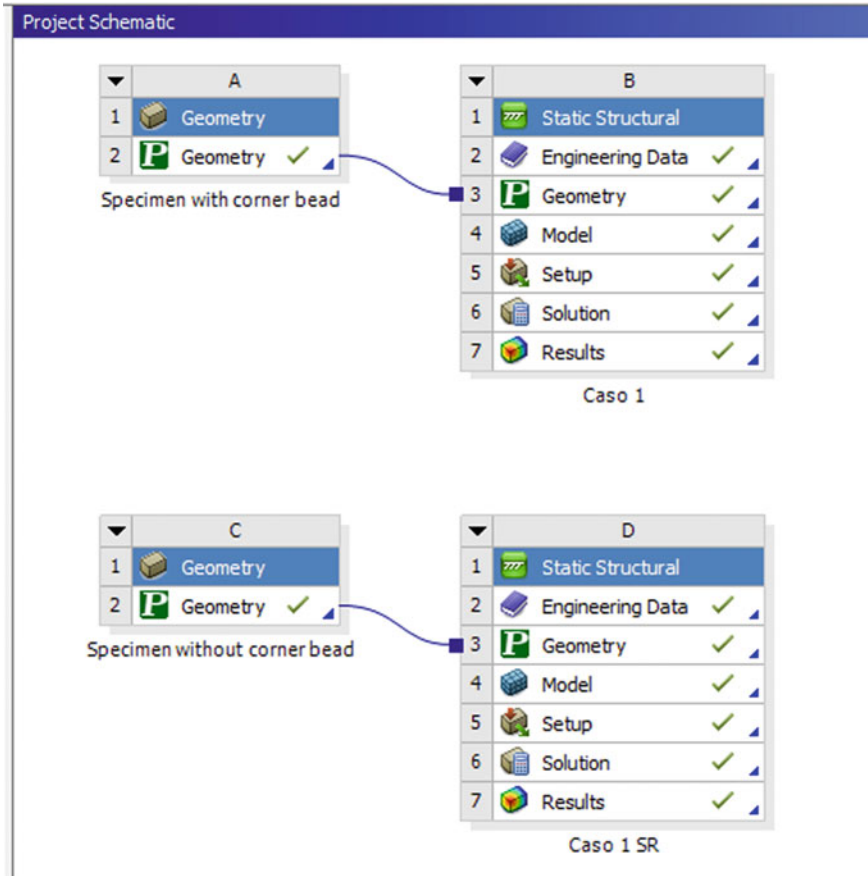 Project Schematic
A
1 Geometry
2 P Geometry
Specimen with corner bead
B
1 Static Structural
2 Engineering Data
3 P Geometry
4 Model
5 Setup
6 Solution
7 Results
Caso 1
C
1 Geometry
2 P Geometry
Specimen without corner bead
D
1 Static Structural
2 Engineering Data
3 P Geometry
4 Model
5 Setup
6 Solution
7 Results
Caso 1 SR